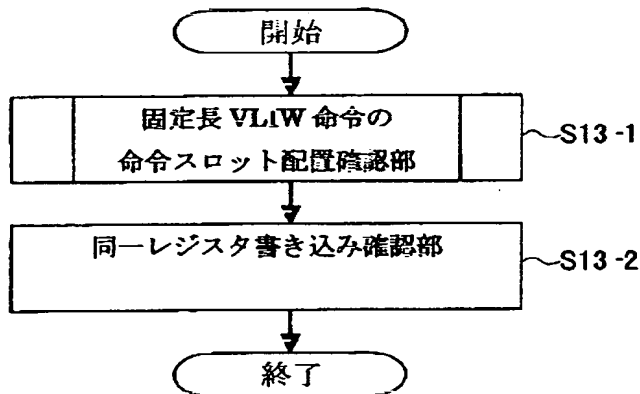 開始
固定長 VLIW 命令の
命令スロット配置確認部
S13-1
同一レジスタ書き込み確認部
S13-2
終了